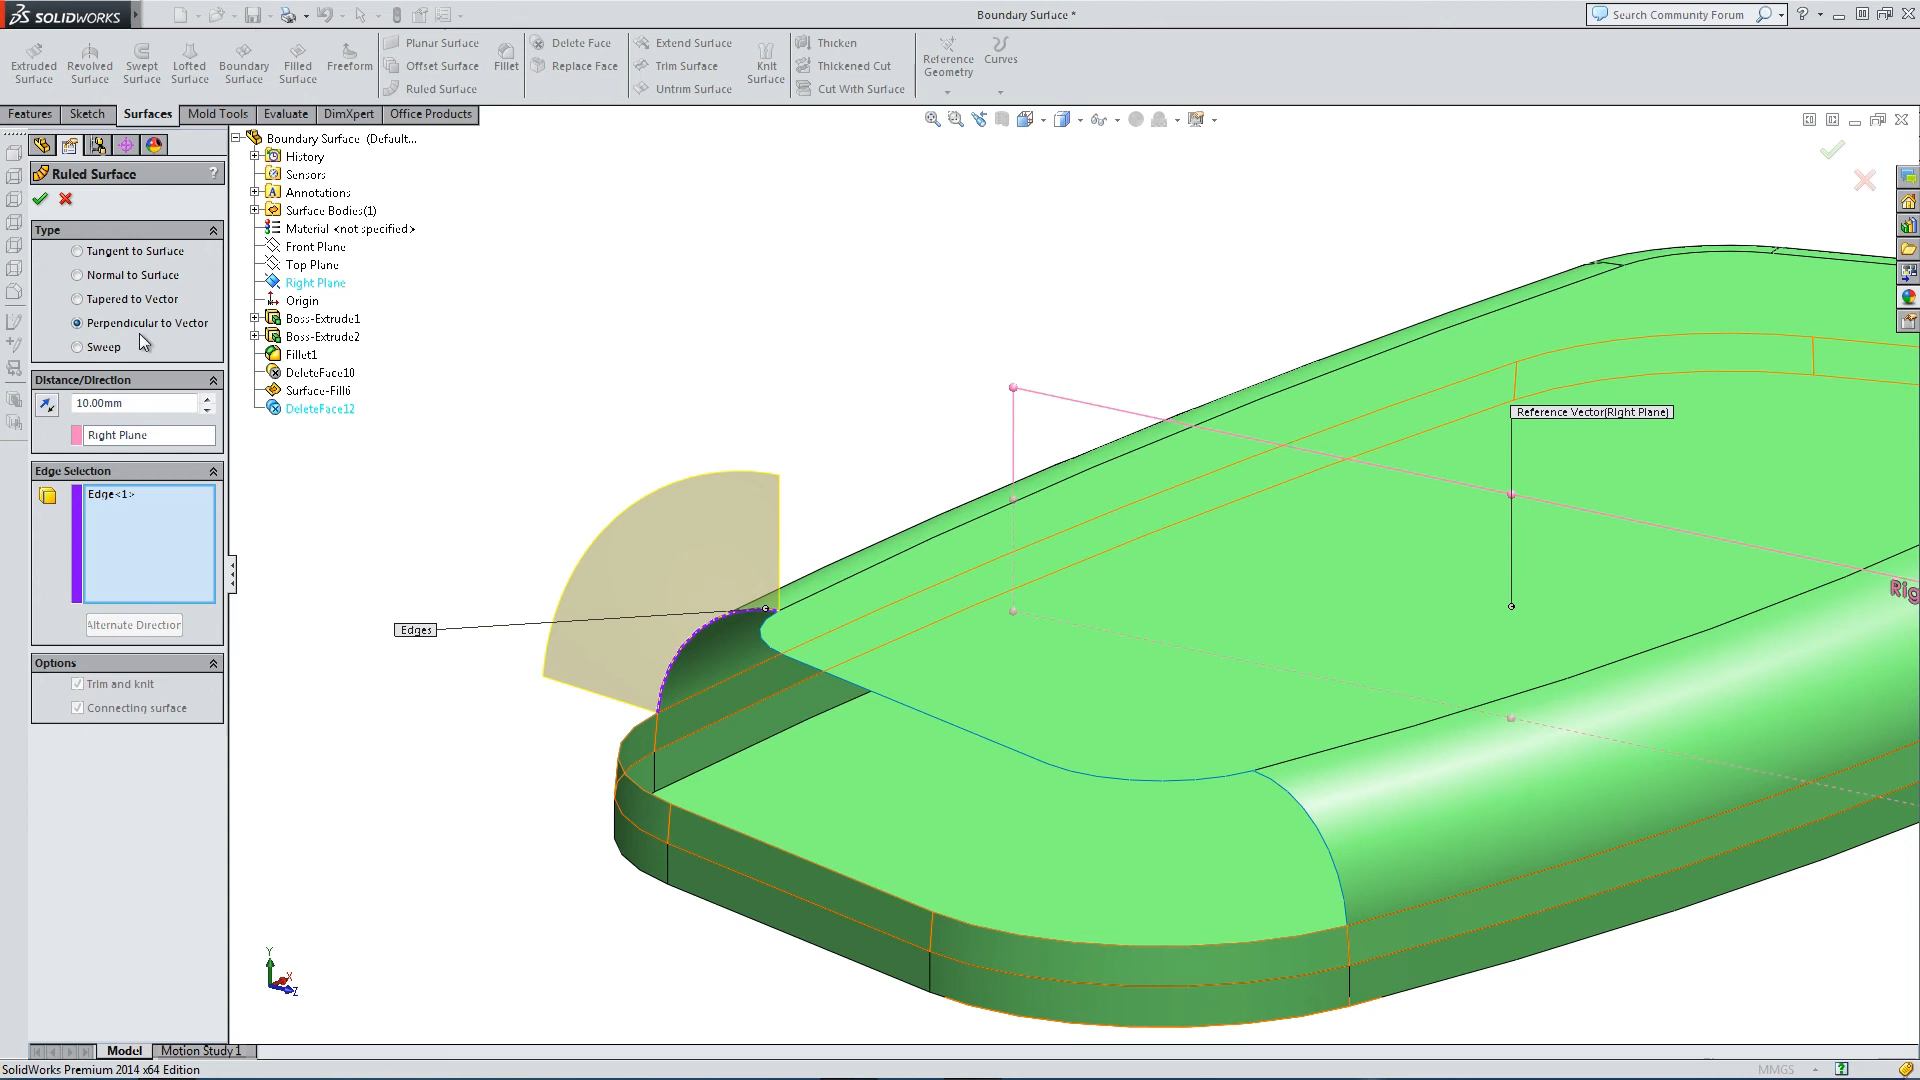 SOLIDWORKS
Boundary Surface *
Search Community Forum
Extruded Surface
Revolved Surface
Swept Surface
Lofted Surface
Boundary Surface
Filled Surface
Freeform
Planar Surface
Offset Surface
Ruled Surface
Fillet
Delete Face
Replace Face
Extend Surface
Trim Surface
Untrim Surface
Knit Surface
Thicken
Thickened Cut
Cut With Surface
Reference Geometry
Curves
Features
Sketch
Surfaces
Mold Tools
Evaluate
DimXpert
Office Products
Ruled Surface
?
Type
Tangent to Surface
Normal to Surface
Tapered to Vector
Perpendicular to Vector
Sweep
Distance/Direction
10.00mm
Right Plane
Edge Selection
Edge<1>
Alternate Direction
Options
Trim and knit
Connecting surface
Boundary Surface (Default...
History
Sensors
Annotations
Surface Bodies(1)
Material <not specified>
Front Plane
Top Plane
Right Plane
Origin
Boss-Extrude1
Boss-Extrude2
Fillet1
DeleteFace10
Surface-Fill6
DeleteFace12
Reference Vector(Right Plane)
Edges
Rig
Y
X
Z
Model
Motion Study 1
SolidWorks Premium 2014 x64 Edition
MMGS